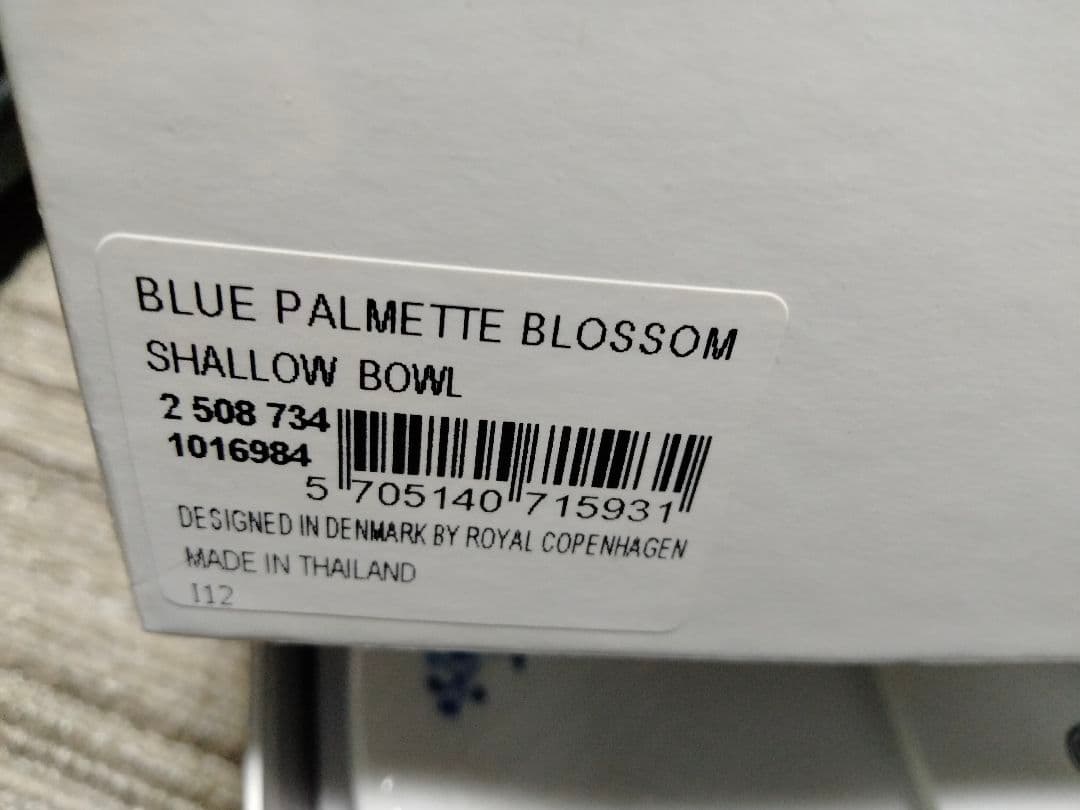 BLUE PALMETTE BLOSSOM
SHALLOW BOWL
2 508 734
1016984
5 705140 715931
DESIGNED IN DENMARK BY ROYAL COPENHAGEN
MADE IN THAILAND
I12